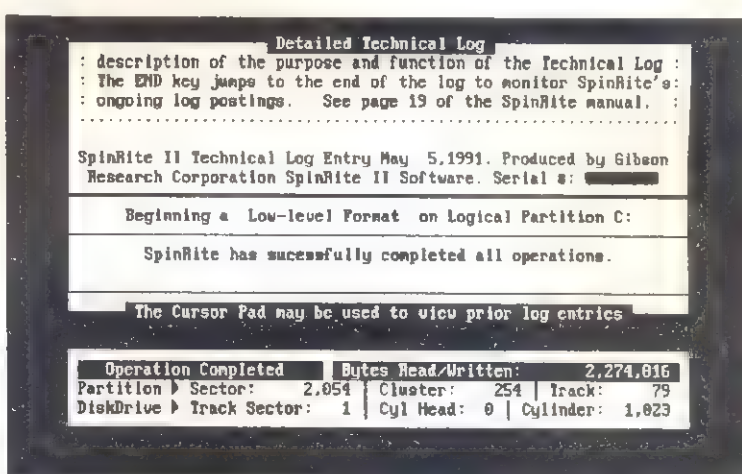 Detailed Technical Log
: description of the purpose and function of the Technical Log :
: The END key jumps to the end of the log to monitor SpinRite's:
: ongoing log postings. See page 19 of the SpinRite manual. :
SpinRite II Technical Log Entry May 5,1991. Produced by Gibson
Research Corporation SpinRite II Software. Serial #:
Beginning a Low-level Format on Logical Partition C:
SpinRite has sucessfully completed all operations.
The Cursor Pad may be used to view prior log entries
Operation Completed Bytes Read/Written: 2,274,816
Partition Sector: 2,054 Cluster: 254 Track: 79
DiskDrive Track Sector: 1 Cyl Head: 0 Cylinder: 1,023